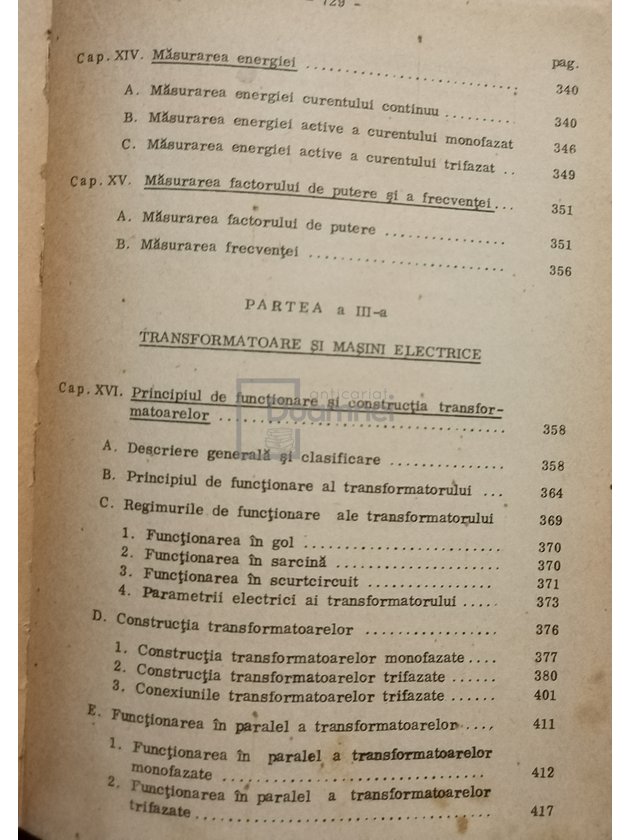 - 729 -
pag.
Cap. XIV. Măsurarea energiei .......................... 340
A. Măsurarea energiei curentului continuu .......... 340
B. Măsurarea energiei active a curentului monofazat 346
C. Măsurarea energiei active a curentului trifazat .. 349
Cap. XV. Măsurarea factorului de putere şi a frecvenţei... 351
A. Măsurarea factorului de putere ................ 351
B. Măsurarea frecvenţei .......................... 356
PARTEA a III-a
TRANSFORMATOARE ŞI MAŞINI ELECTRICE
Cap. XVI. Principiul de funcţionare şi construcţia transfor-
matoarelor .................................... 358
anticariat
Doamnei
A. Descriere generală şi clasificare ............... 358
B. Principiul de funcţionare al transformatorului ... 364
C. Regimurile de funcţionare ale transformatorului 369
1. Funcţionarea în gol .......................... 370
2. Funcţionarea în sarcină ..................... 370
3. Funcţionarea în scurtcircuit ................ 371
4. Parametrii electrici ai transformatorului ..... 373
D. Construcţia transformatoarelor ................. 376
1. Construcţia transformatoarelor monofazate .... 377
2. Construcţia transformatoarelor trifazate ...... 380
3. Conexiunile transformatoarelor trifazate ...... 401
E. Funcţionarea în paralel a transformatoarelor .... 411
1. Funcţionarea în paralel a transformatoarelor
monofazate .................................. 412
2. Funcţionarea în paralel a transformatoarelor
trifazate ..................................... 417